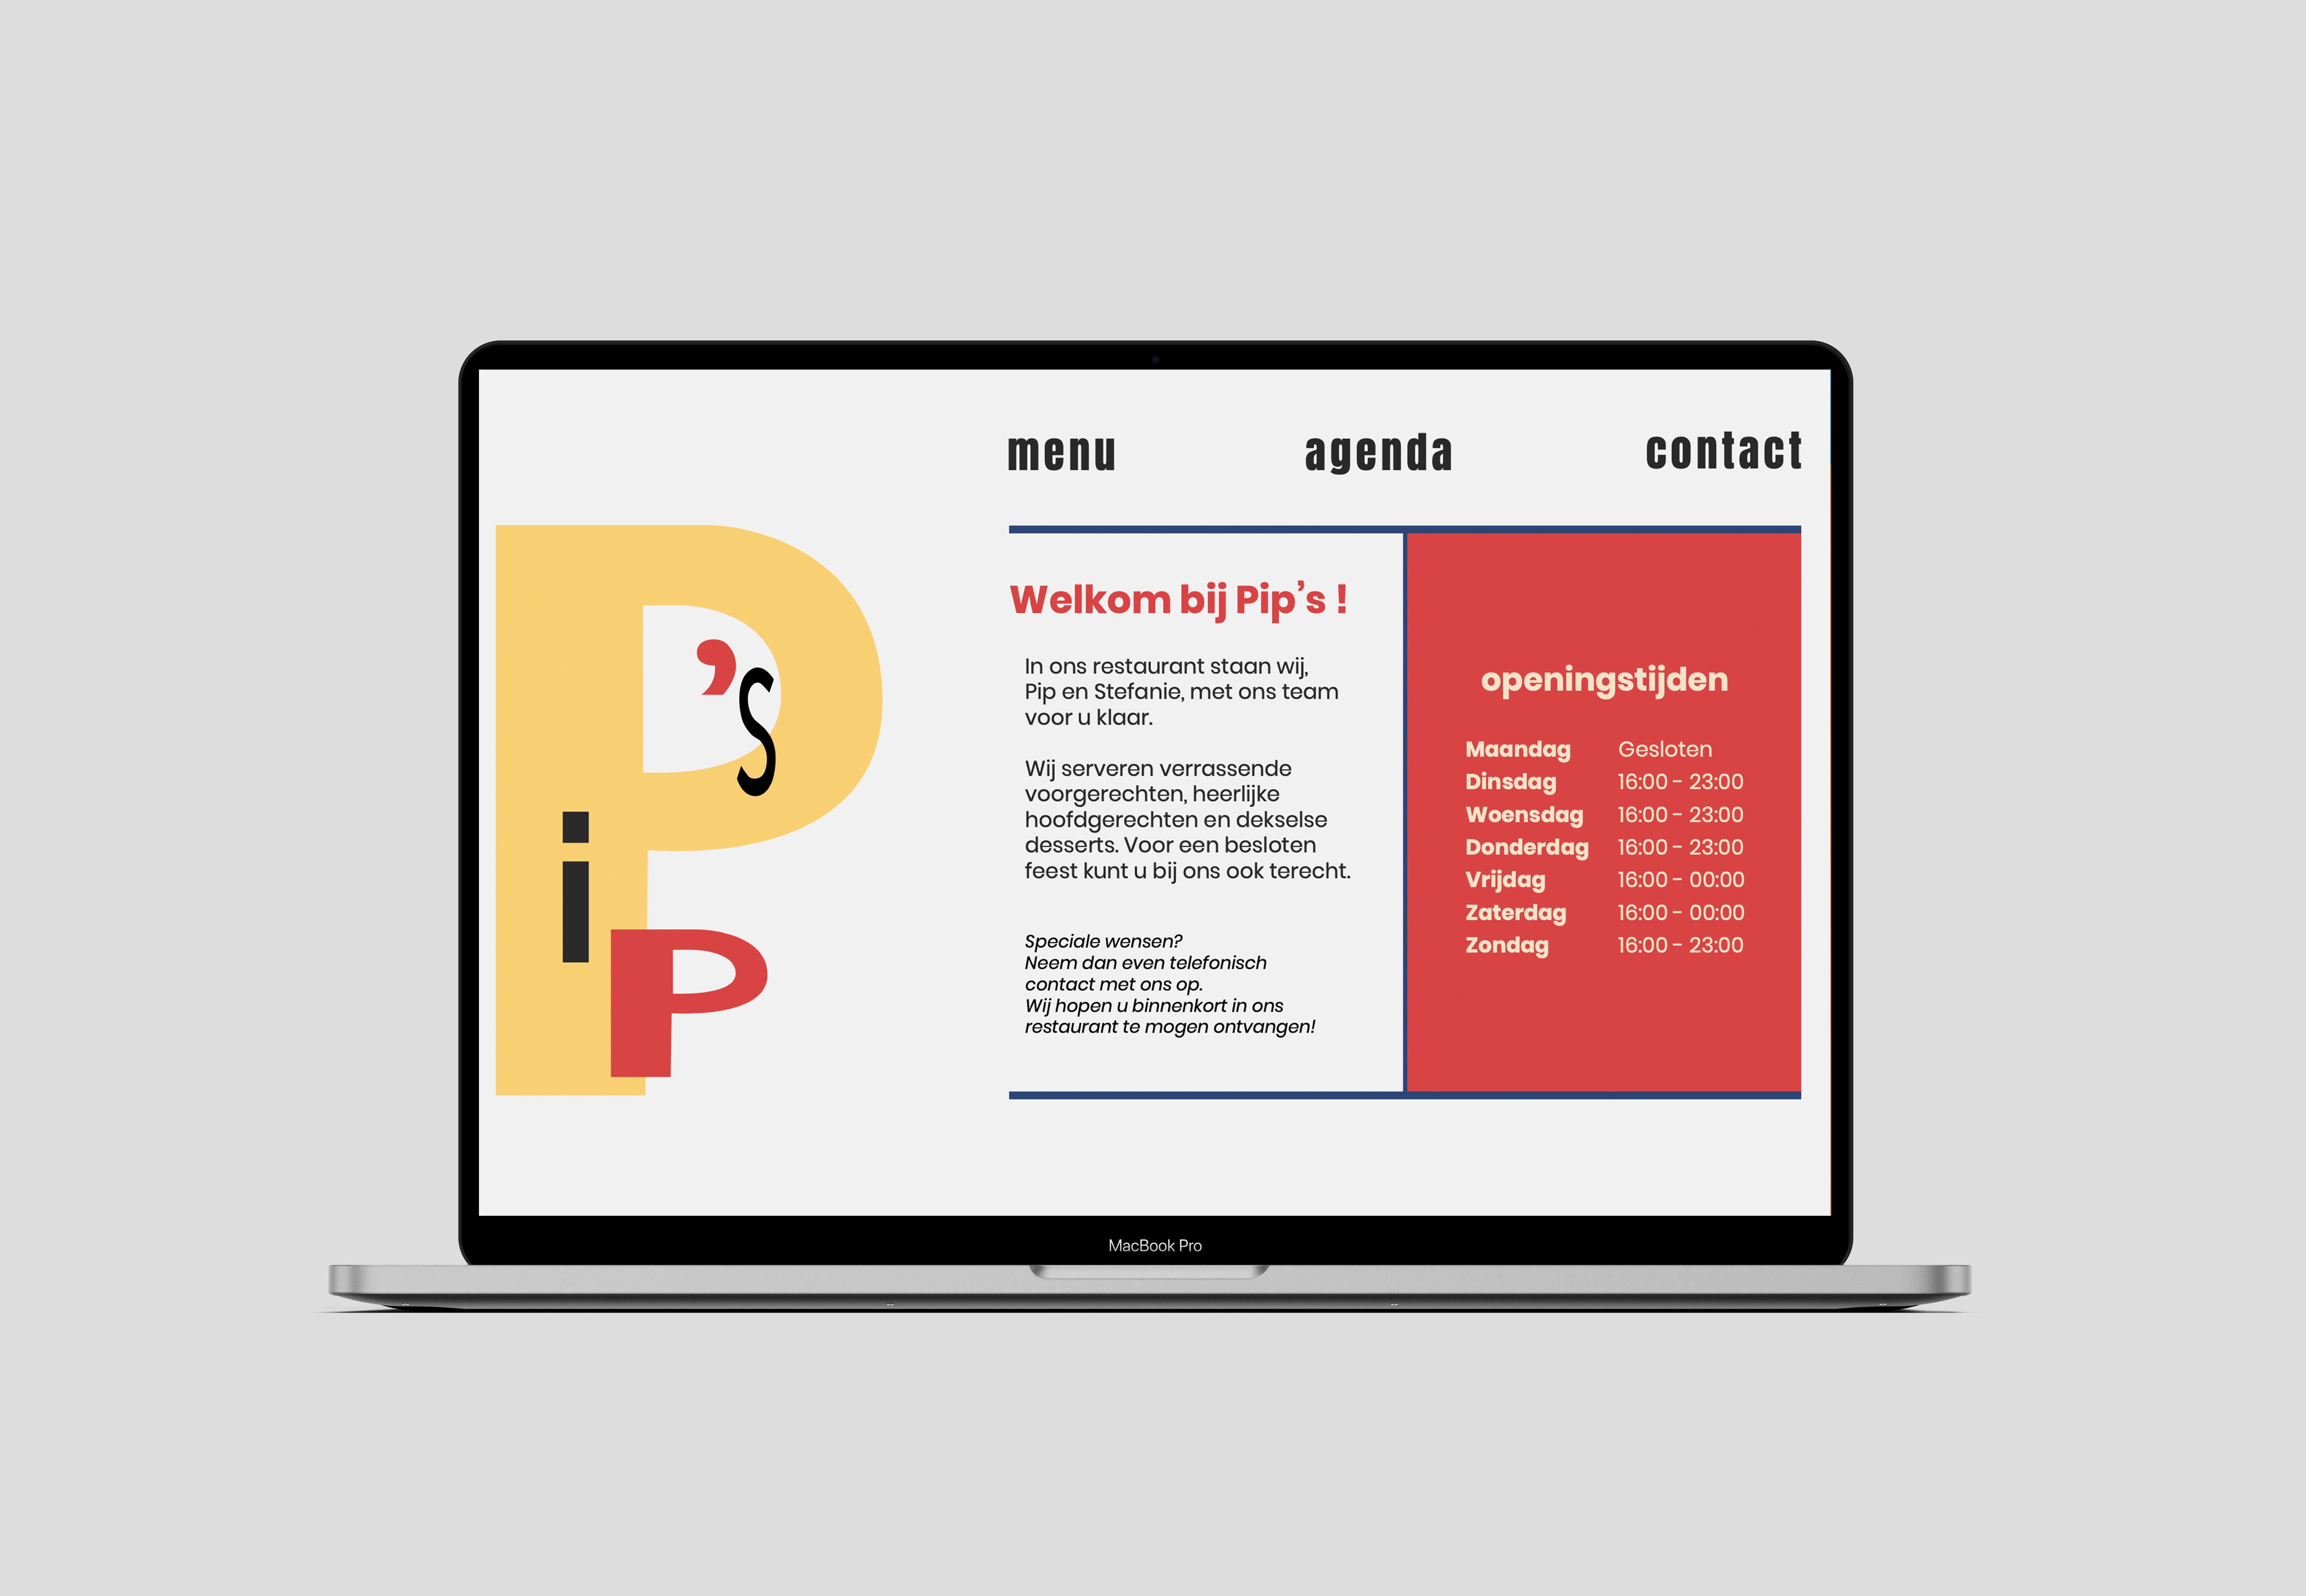 menu agenda contact
P
's
i
P
Welkom bij Pip’s !
In ons restaurant staan wij,
Pip en Stefanie, met ons team
voor u klaar.
Wij serveren verrassende
voorgerechten, heerlijke
hoofdgerechten en dekselse
desserts. Voor een besloten
feest kunt u bij ons ook terecht.
Speciale wensen?
Neem dan even telefonisch
contact met ons op.
Wij hopen u binnenkort in ons
restaurant te mogen ontvangen!
openingstijden
Maandag Gesloten
Dinsdag 16:00 - 23:00
Woensdag 16:00 - 23:00
Donderdag 16:00 - 23:00
Vrijdag 16:00 - 00:00
Zaterdag 16:00 - 00:00
Zondag 16:00 - 23:00
MacBook Pro